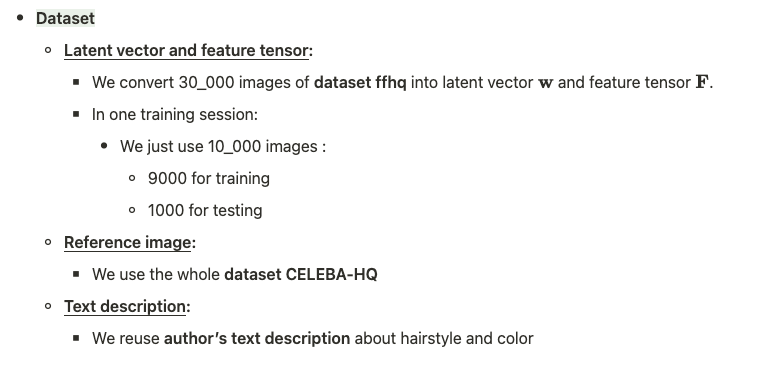 Dataset
Latent vector and feature tensor:
We convert 30_000 images of dataset ffhq into latent vector w and feature tensor F.
In one training session:
We just use 10_000 images :
9000 for training
1000 for testing
Reference image:
We use the whole dataset CELEBA-HQ
Text description:
We reuse author’s text description about hairstyle and color